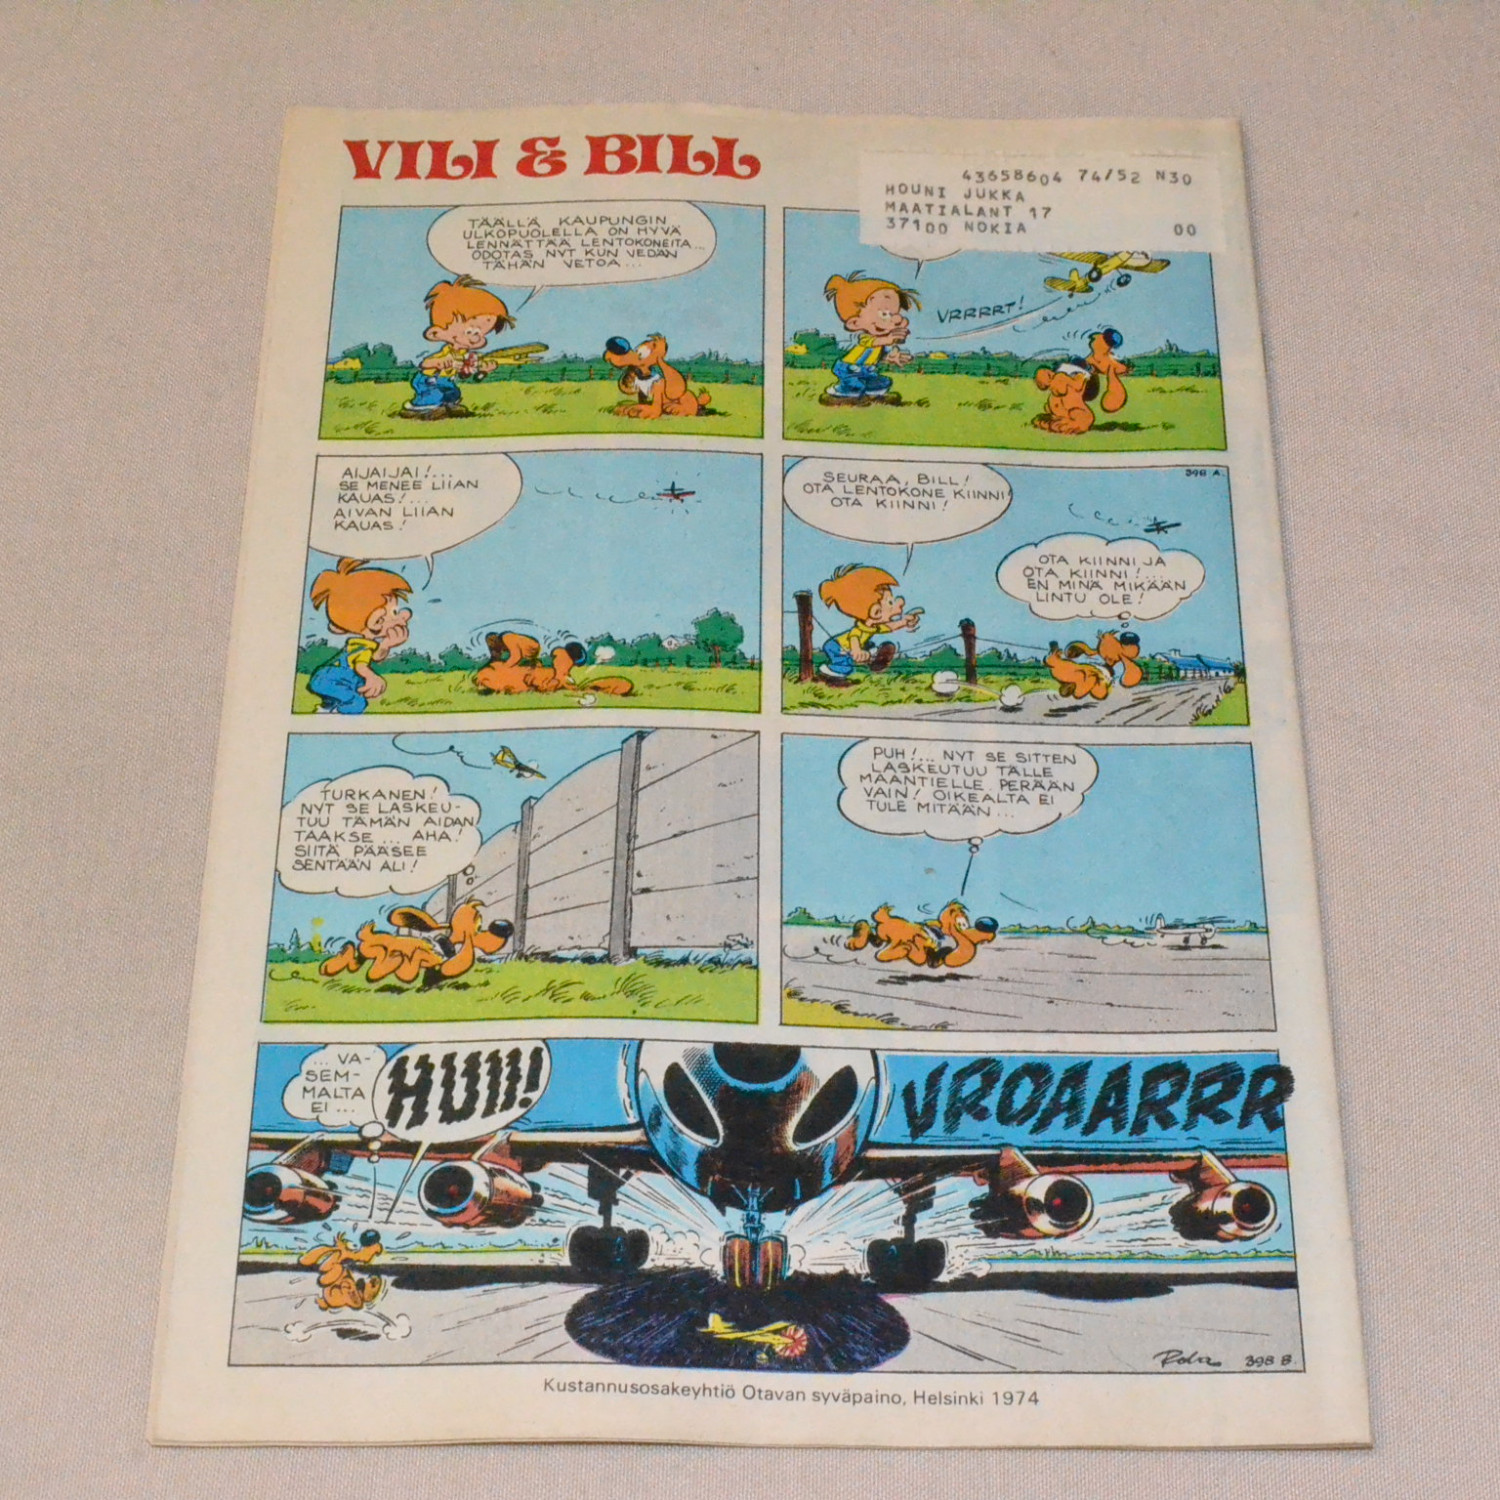 VILI & BILL
43658604 74/52 N30
HOUNI JUKKA
MAATIALANT 17
37100 NOKIA 00
TÄÄLLÄ KAUPUNGIN
ULKOPUOLELLA ON HYVÄ
LENNÄTTÄÄ LENTOKONEITA...
ODOTAS NYT KUN VEDÄN
TÄHÄN VETOA...
VRRRRT!
AIJAIJAI!...
SE MENEE LIIAN
KAUAS!...
AIVAN LIIAN
KAUAS!
SEURAA, BILL!
OTA LENTOKONE KIINNI!
OTA KIINNI!
398 A.
OTA KIINNI JA
OTA KIINNI!...
EN MINÄ MIKÄÄN
LINTU OLE!
TURKANEN!
NYT SE LASKEU-
TUU TÄMÄN AIDAN
TAAKSE... AHA!
SIITÄ PÄÄSEE
SENTÄÄN ALI!
PUH!... NYT SE SITTEN
LASKEUTUU TÄLLE
MAANTIELLE. PERÄÄN
VAIN! OIKEALTA EI
TULE MITÄÄN...
... VA-
SEM-
MALTA
EI...
HUIII!
VROAARRR
Roba
398 B.
Kustannusosakeyhtiö Otavan syväpaino, Helsinki 1974